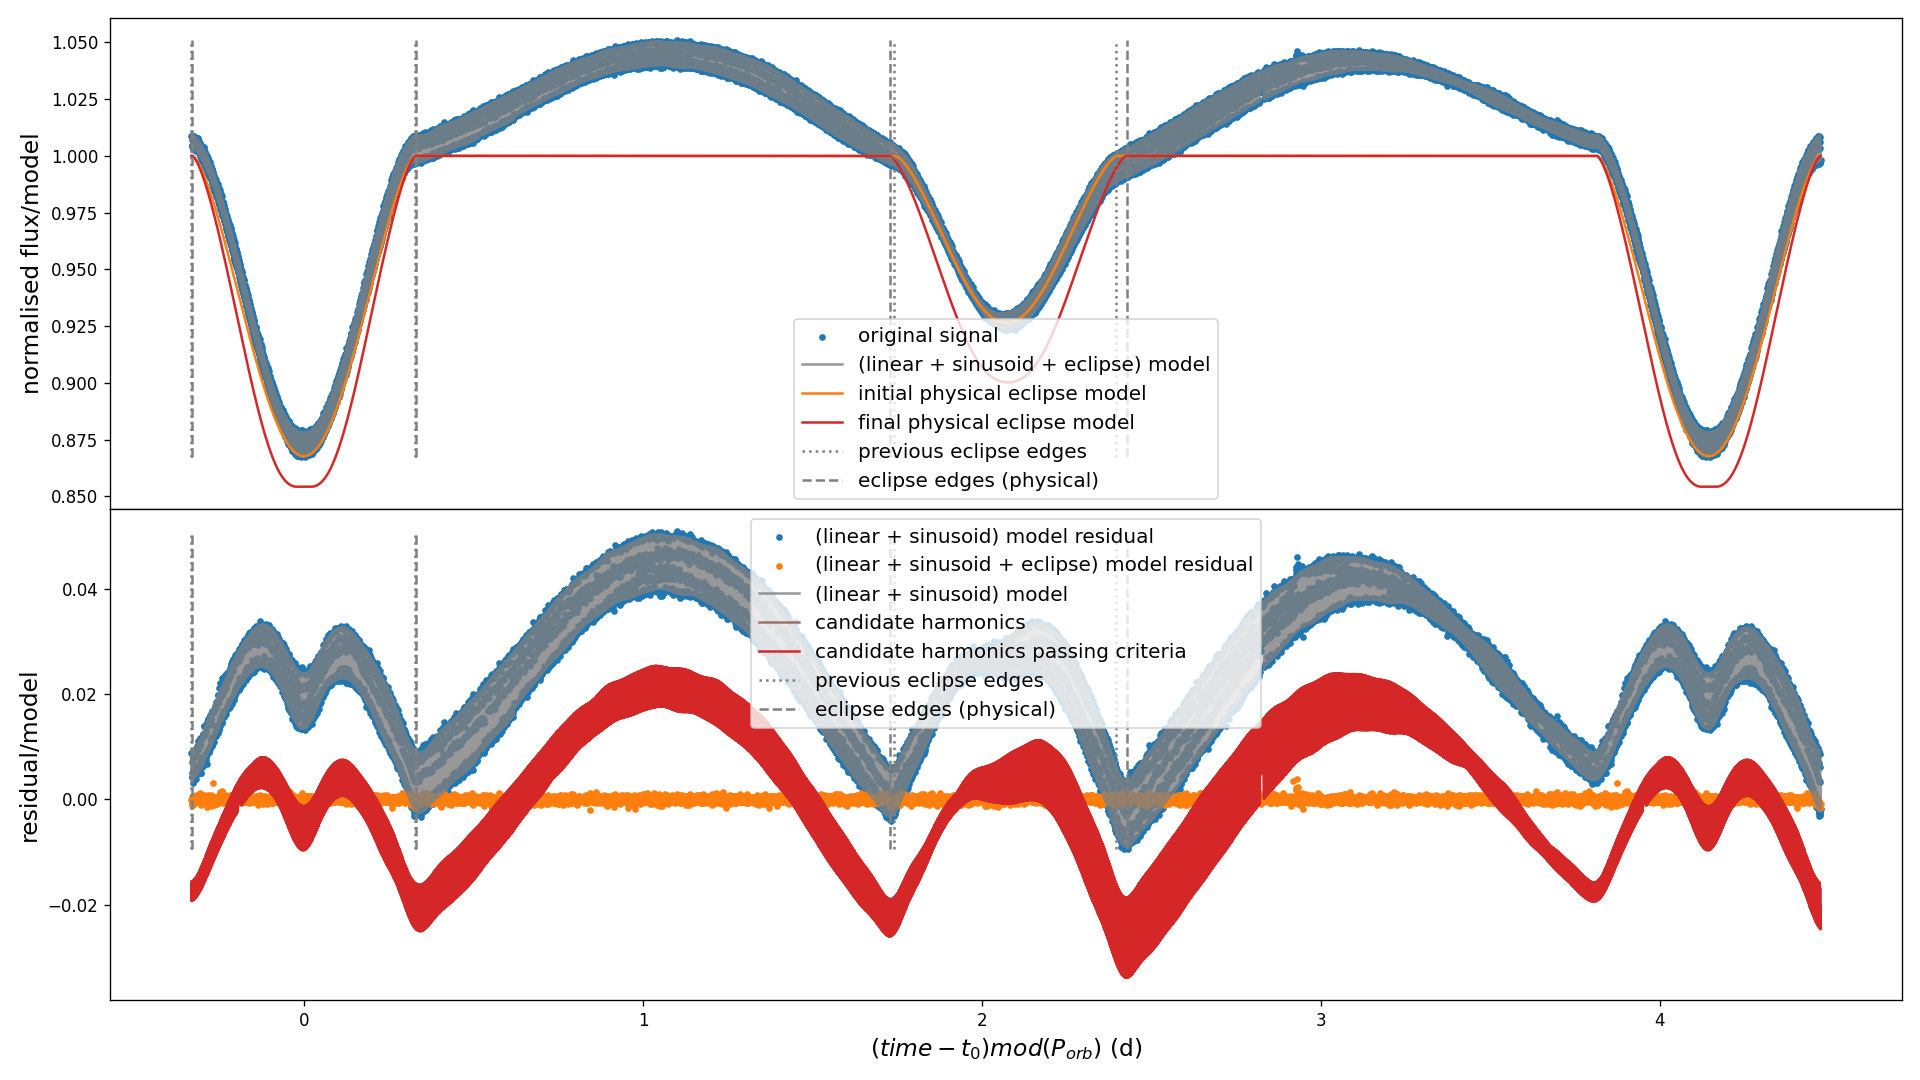 normalised flux/model
1.050
1.025
1.000
0.975
0.950
0.925
0.900
0.875
0.850
original signal
(linear + sinusoid + eclipse) model
initial physical eclipse model
final physical eclipse model
previous eclipse edges
eclipse edges (physical)
residual/model
0.04
0.02
0.00
−0.02
(linear + sinusoid) model residual
(linear + sinusoid + eclipse) model residual
(linear + sinusoid) model
candidate harmonics
candidate harmonics passing criteria
previous eclipse edges
eclipse edges (physical)
0 1 2 3 4
(time − t₀)mod(P_orb) (d)